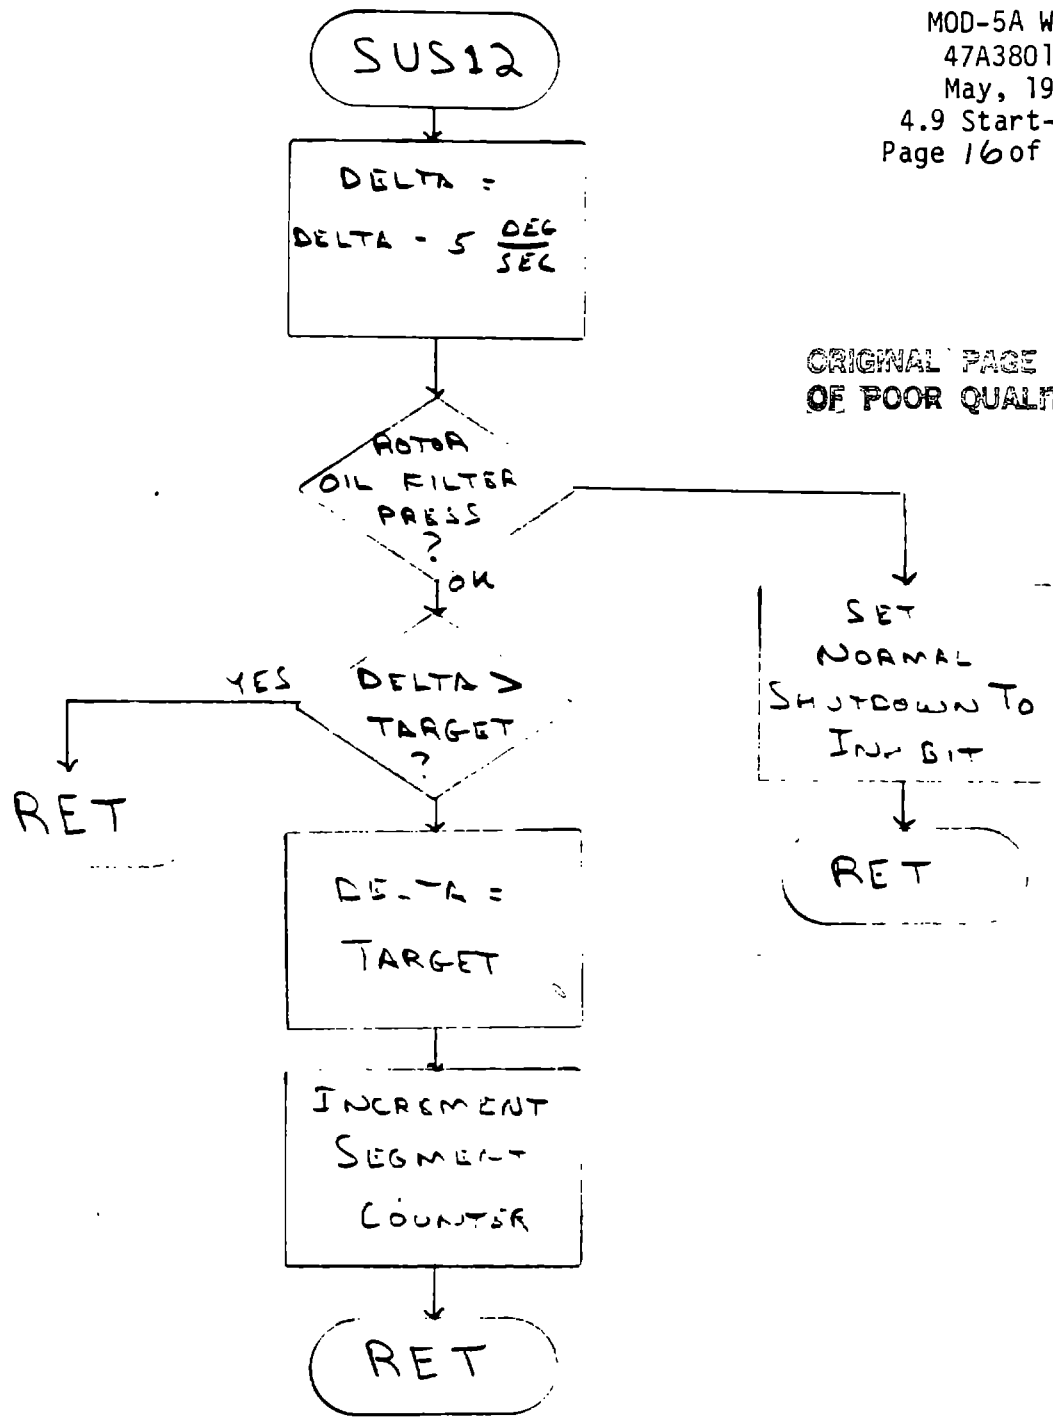 MOD-5A W
47A3801
May, 19
4.9 Start-
Page 16 of
SUS12
DELTA =
DELTA - 5 DEG
SEC
ORIGINAL PAGE
OF POOR QUALIT
ROTOR
OIL FILTER
PRESS
?
OK
SET
NORMAL
SHUTDOWN TO
YES
DELTA >
TARGET
?
RET
RET
DELTA =
TARGET
INCREMENT
SEGMENT
COUNTER
RET